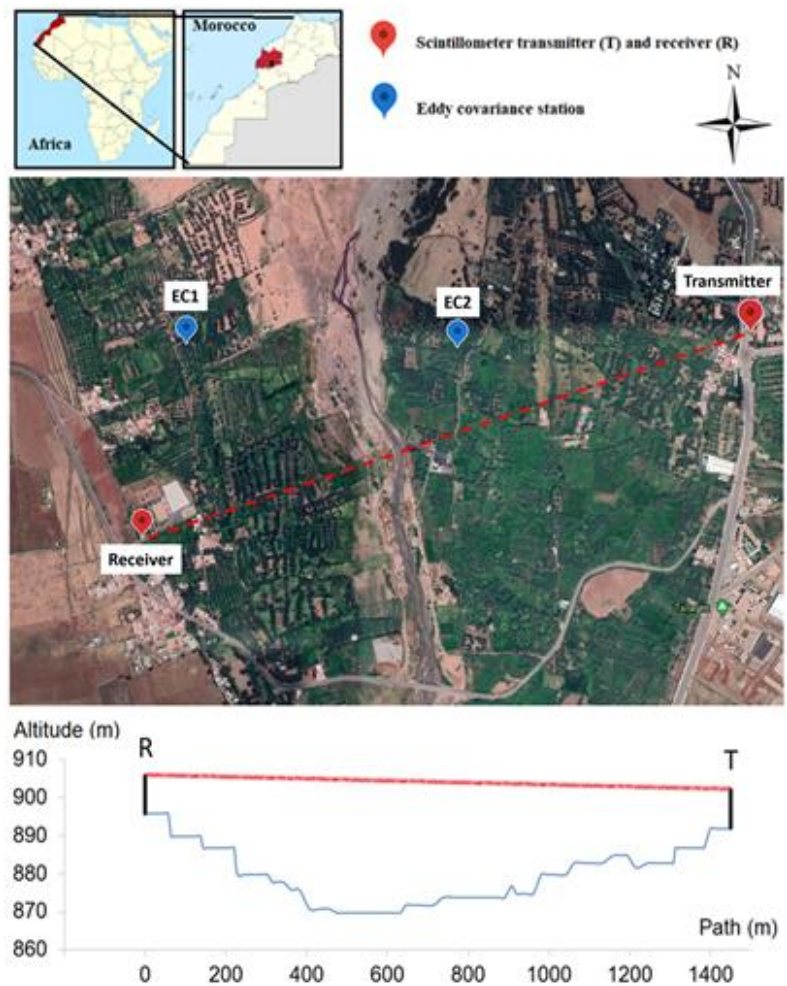 Morocco
Africa
Scintillometer transmitter (T) and receiver (R)
Eddy covariance station
N
EC1
EC2
Transmitter
Receiver
Altitude (m)
R
T
910
900
890
880
870
860
Path (m)
0 200 400 600 800 1000 1200 1400